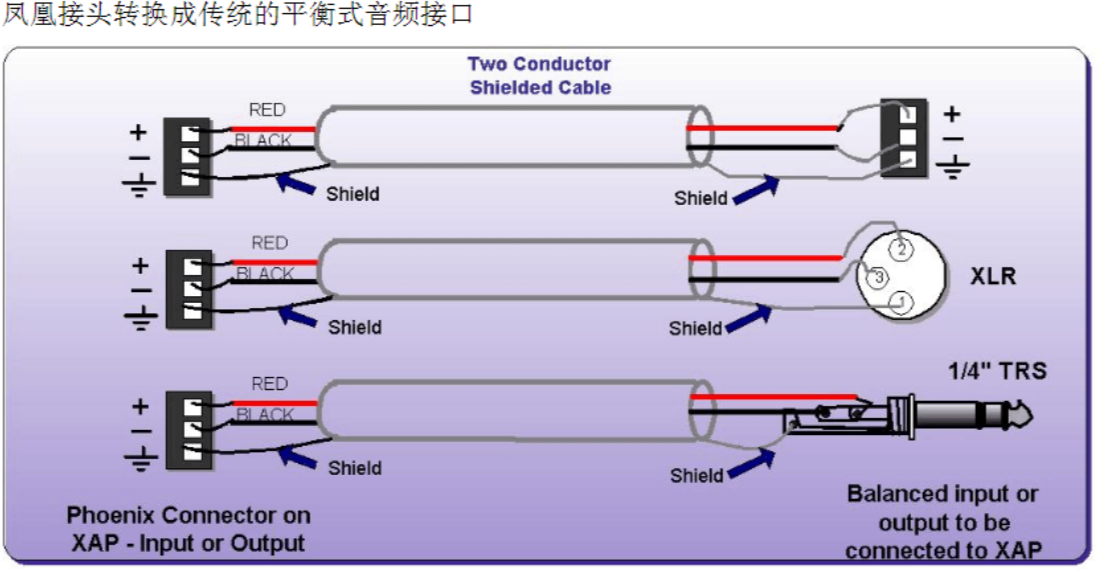 凤凰接头转换成传统的平衡式音频接口
Two Conductor
Shielded Cable
RED
+
BLACK
−
Shield
+
−
Shield
RED
+
BLACK
−
Shield
2
3
1
XLR
Shield
RED
+
BLACK
−
Shield
1/4" TRS
Shield
Phoenix Connector on
XAP - Input or Output
Balanced input or
output to be
connected to XAP